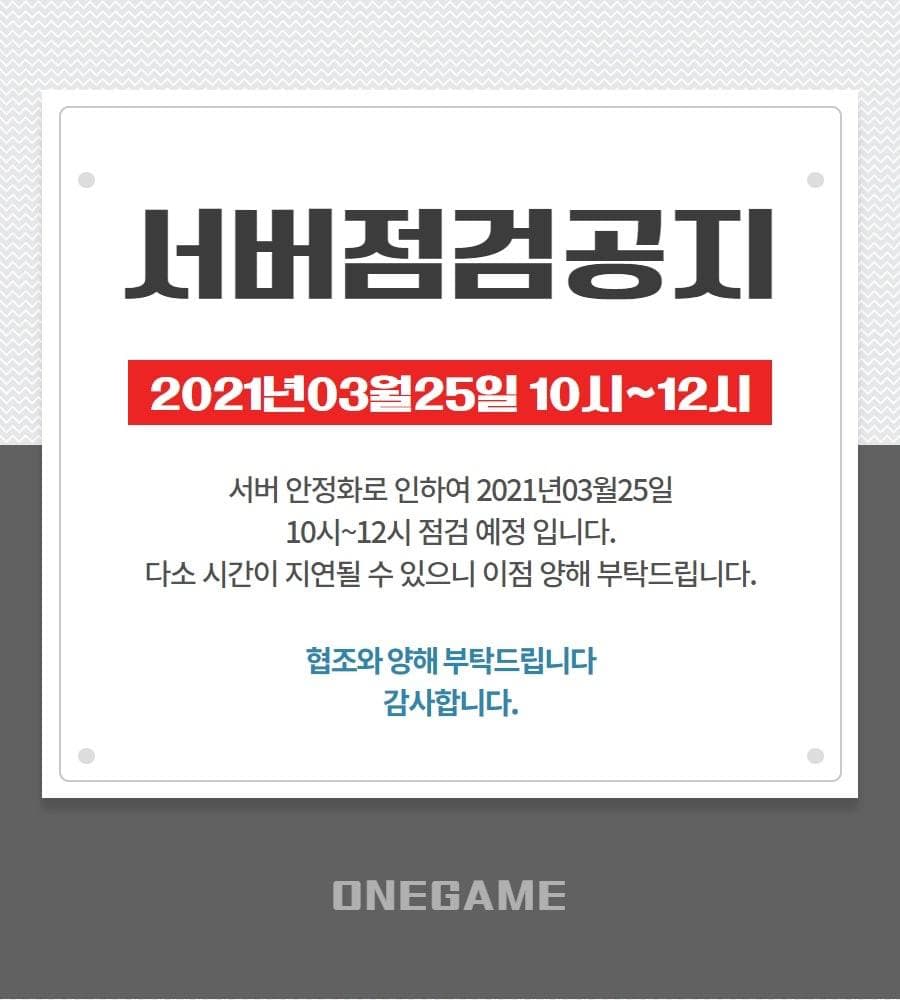 서버점검공지
2021년03월25일 10시~12시
서버 안정화로 인하여 2021년03월25일
10시~12시 점검 예정 입니다.
다소 시간이 지연될 수 있으니 이점 양해 부탁드립니다.
협조와 양해 부탁드립니다
감사합니다.
ONEGAME